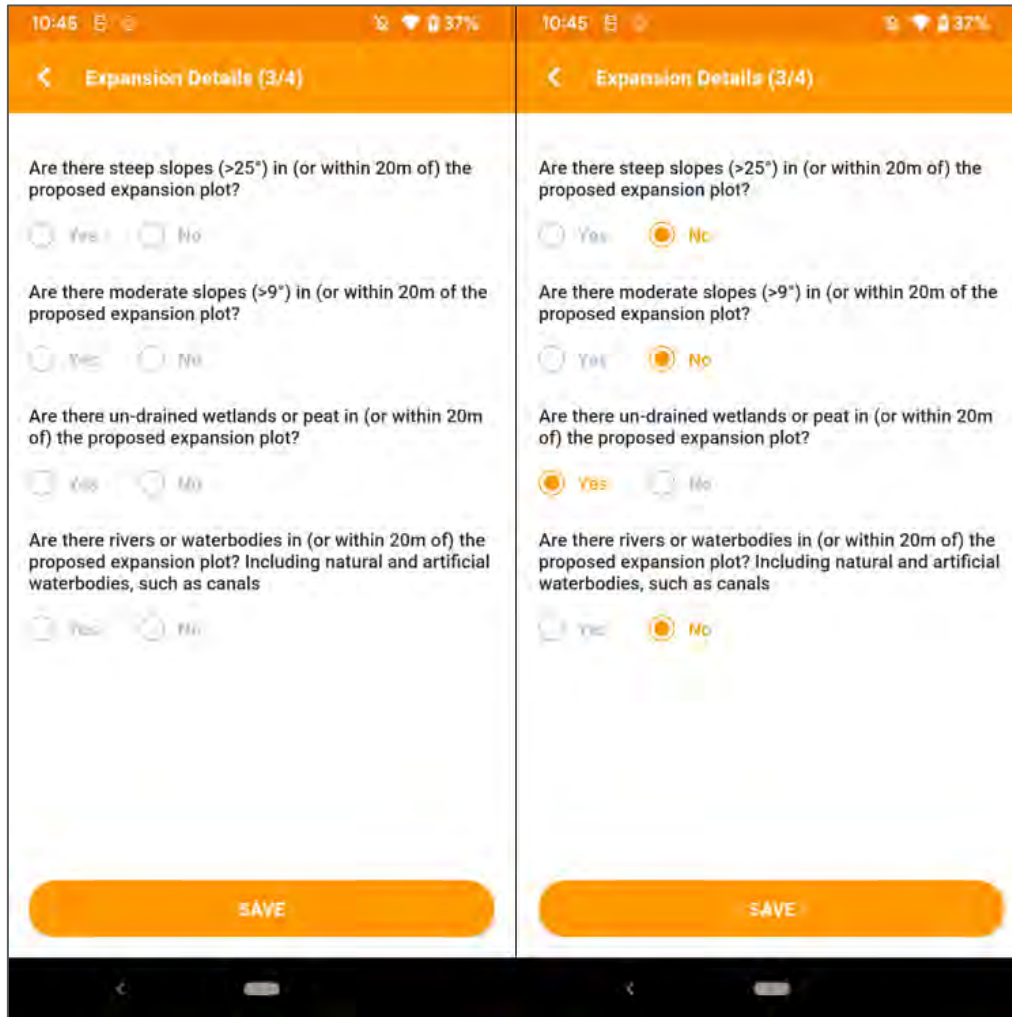 10:45
37%
Expansion Details (3/4)
Are there steep slopes (>25°) in (or within 20m of) the
proposed expansion plot?
Yes No
Are there moderate slopes (>9°) in (or within 20m of the
proposed expansion plot?
Yes No
Are there un-drained wetlands or peat in (or within 20m
of) the proposed expansion plot?
Yes No
Are there rivers or waterbodies in (or within 20m of) the
proposed expansion plot? Including natural and artificial
waterbodies, such as canals
Yes No
SAVE
10:45
37%
Expansion Details (3/4)
Are there steep slopes (>25°) in (or within 20m of) the
proposed expansion plot?
Yes No
Are there moderate slopes (>9°) in (or within 20m of the
proposed expansion plot?
Yes No
Are there un-drained wetlands or peat in (or within 20m
of) the proposed expansion plot?
Yes No
Are there rivers or waterbodies in (or within 20m of) the
proposed expansion plot? Including natural and artificial
waterbodies, such as canals
Yes No
SAVE